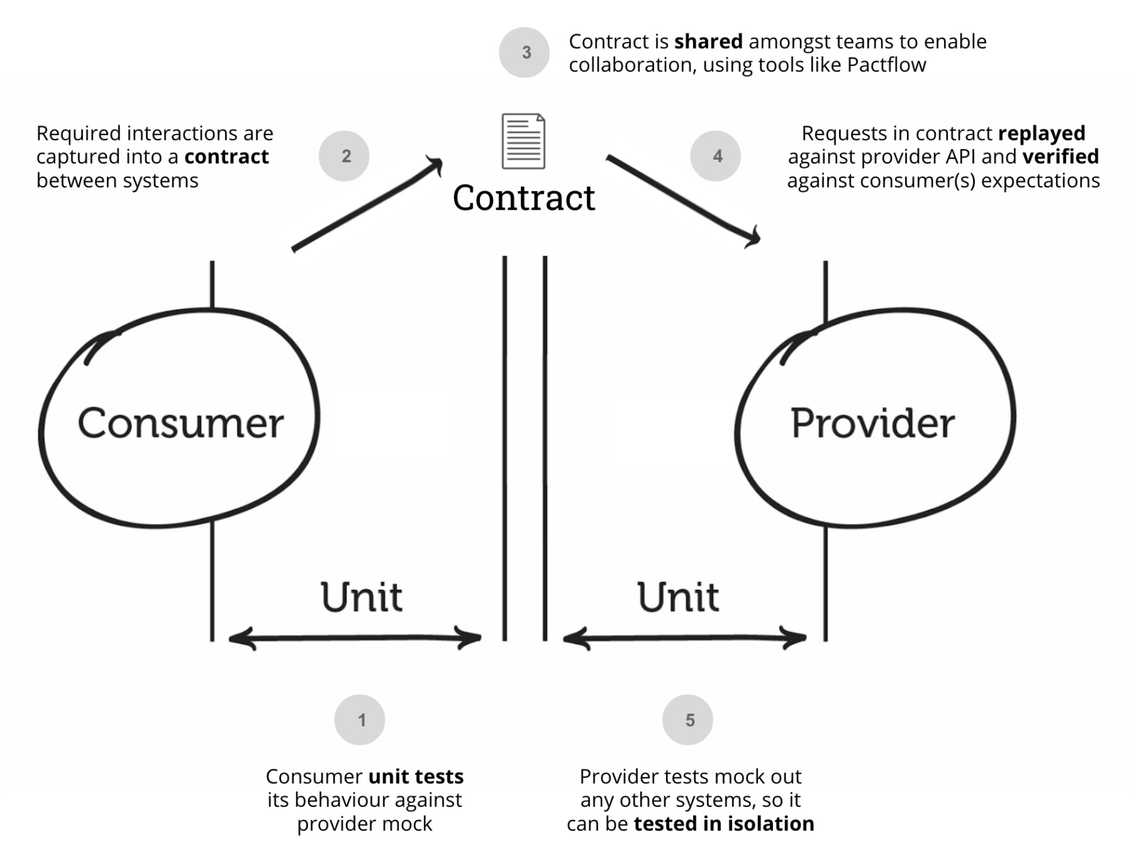 3
Contract is shared amongst teams to enable
collaboration, using tools like Pactflow
Required interactions are
captured into a contract
between systems
2
Contract
4
Requests in contract replayed
against provider API and verified
against consumer(s) expectations
Consumer
Provider
Unit
Unit
1
Consumer unit tests
its behaviour against
provider mock
5
Provider tests mock out
any other systems, so it
can be tested in isolation